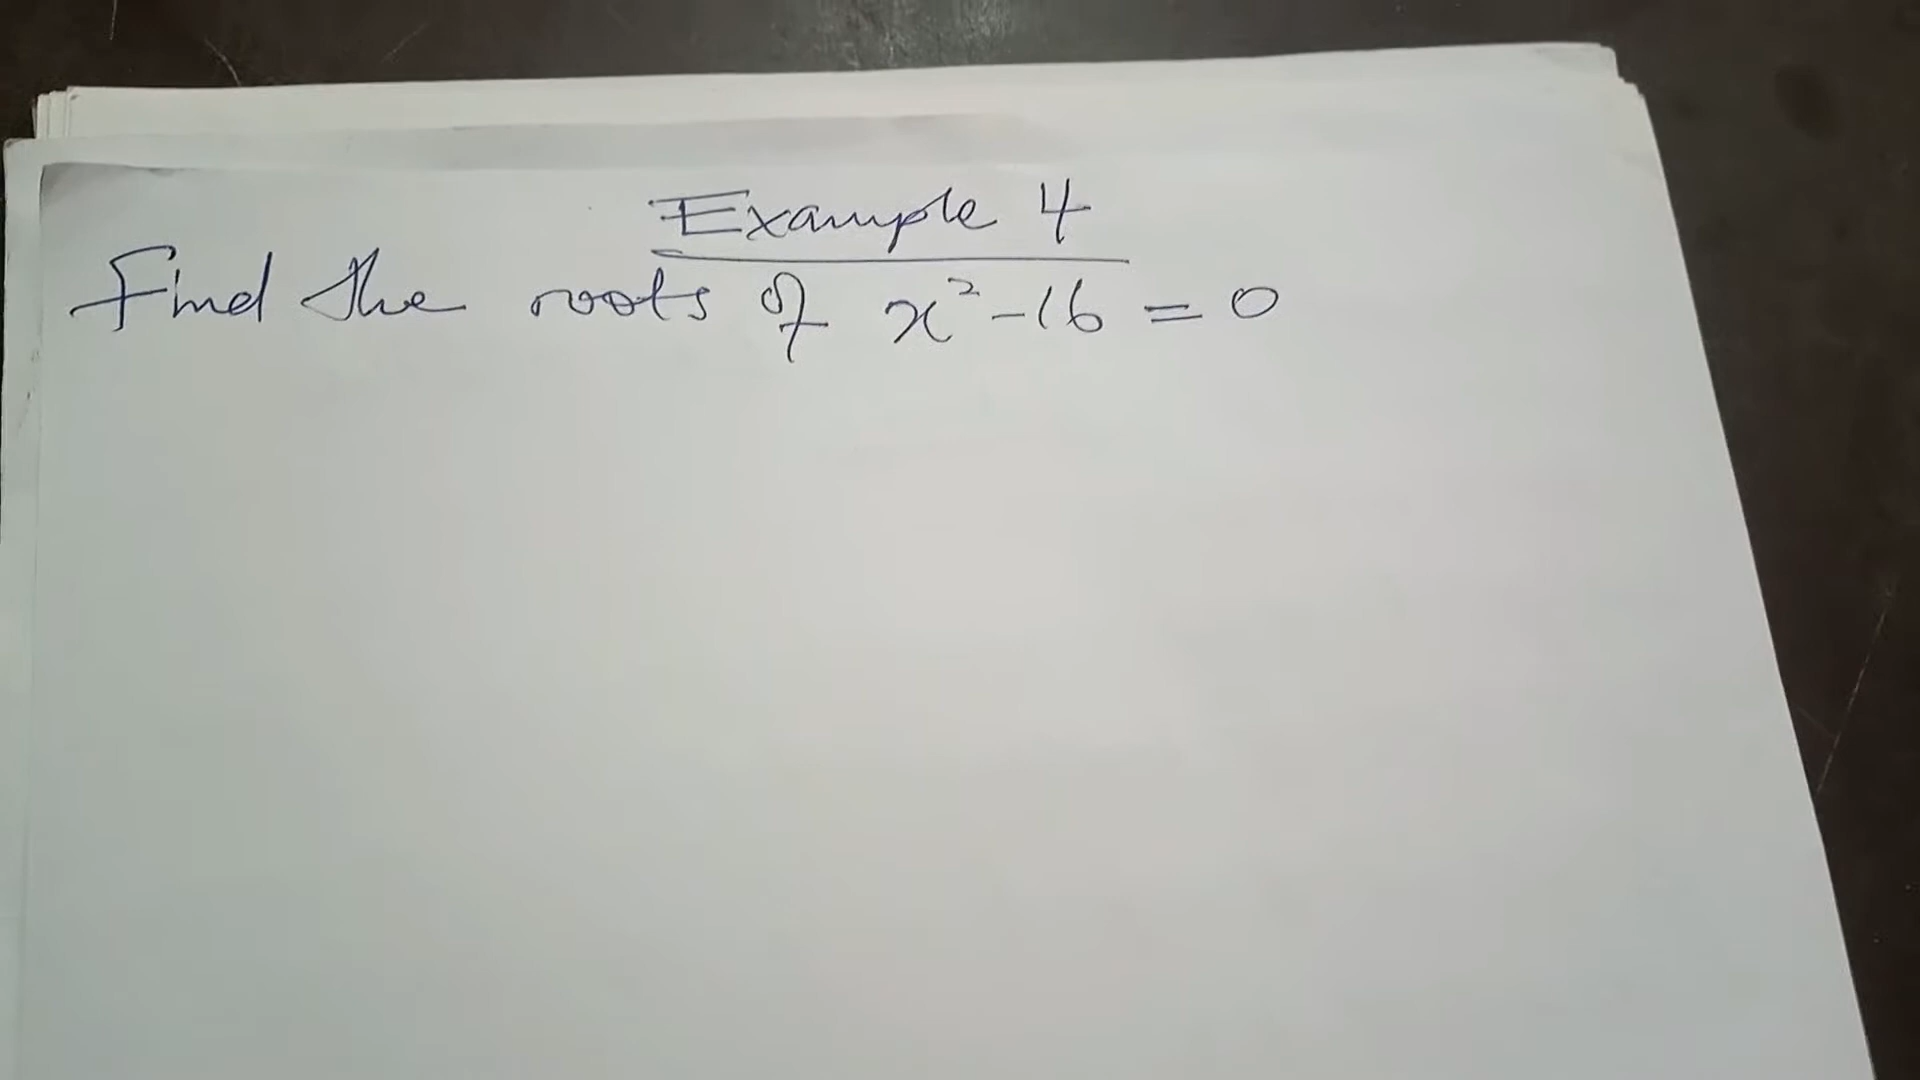 Example 4
Find the roots of x² - 16 = 0